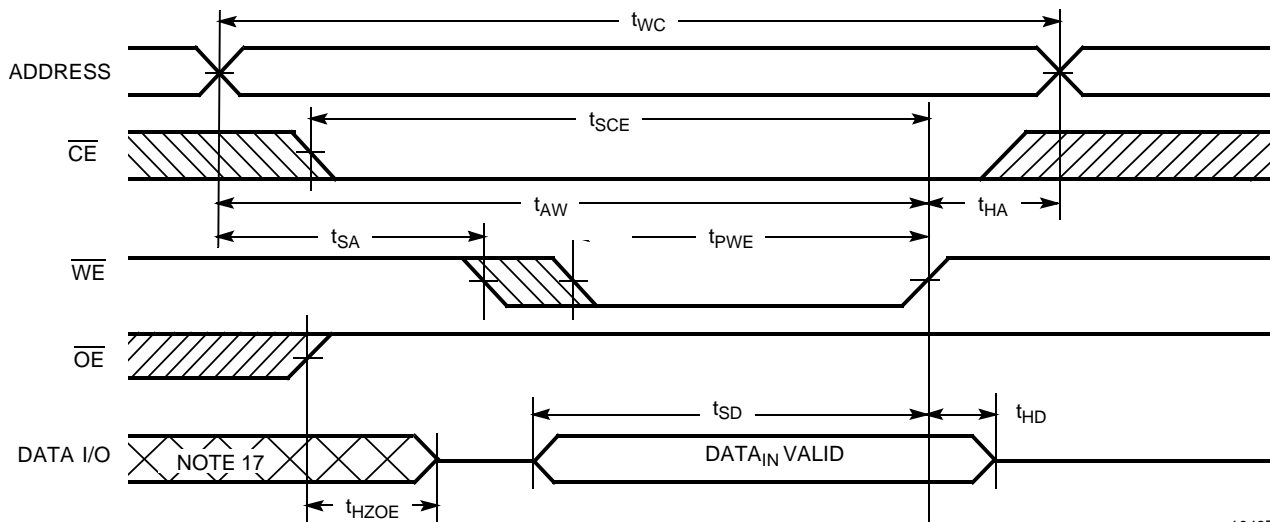 tWC
ADDRESS
tSCE
CE
tAW
tHA
tSA
tPWE
WE
OE
tSD
tHD
DATA I/O
NOTE 17
DATAIN VALID
tHZOE